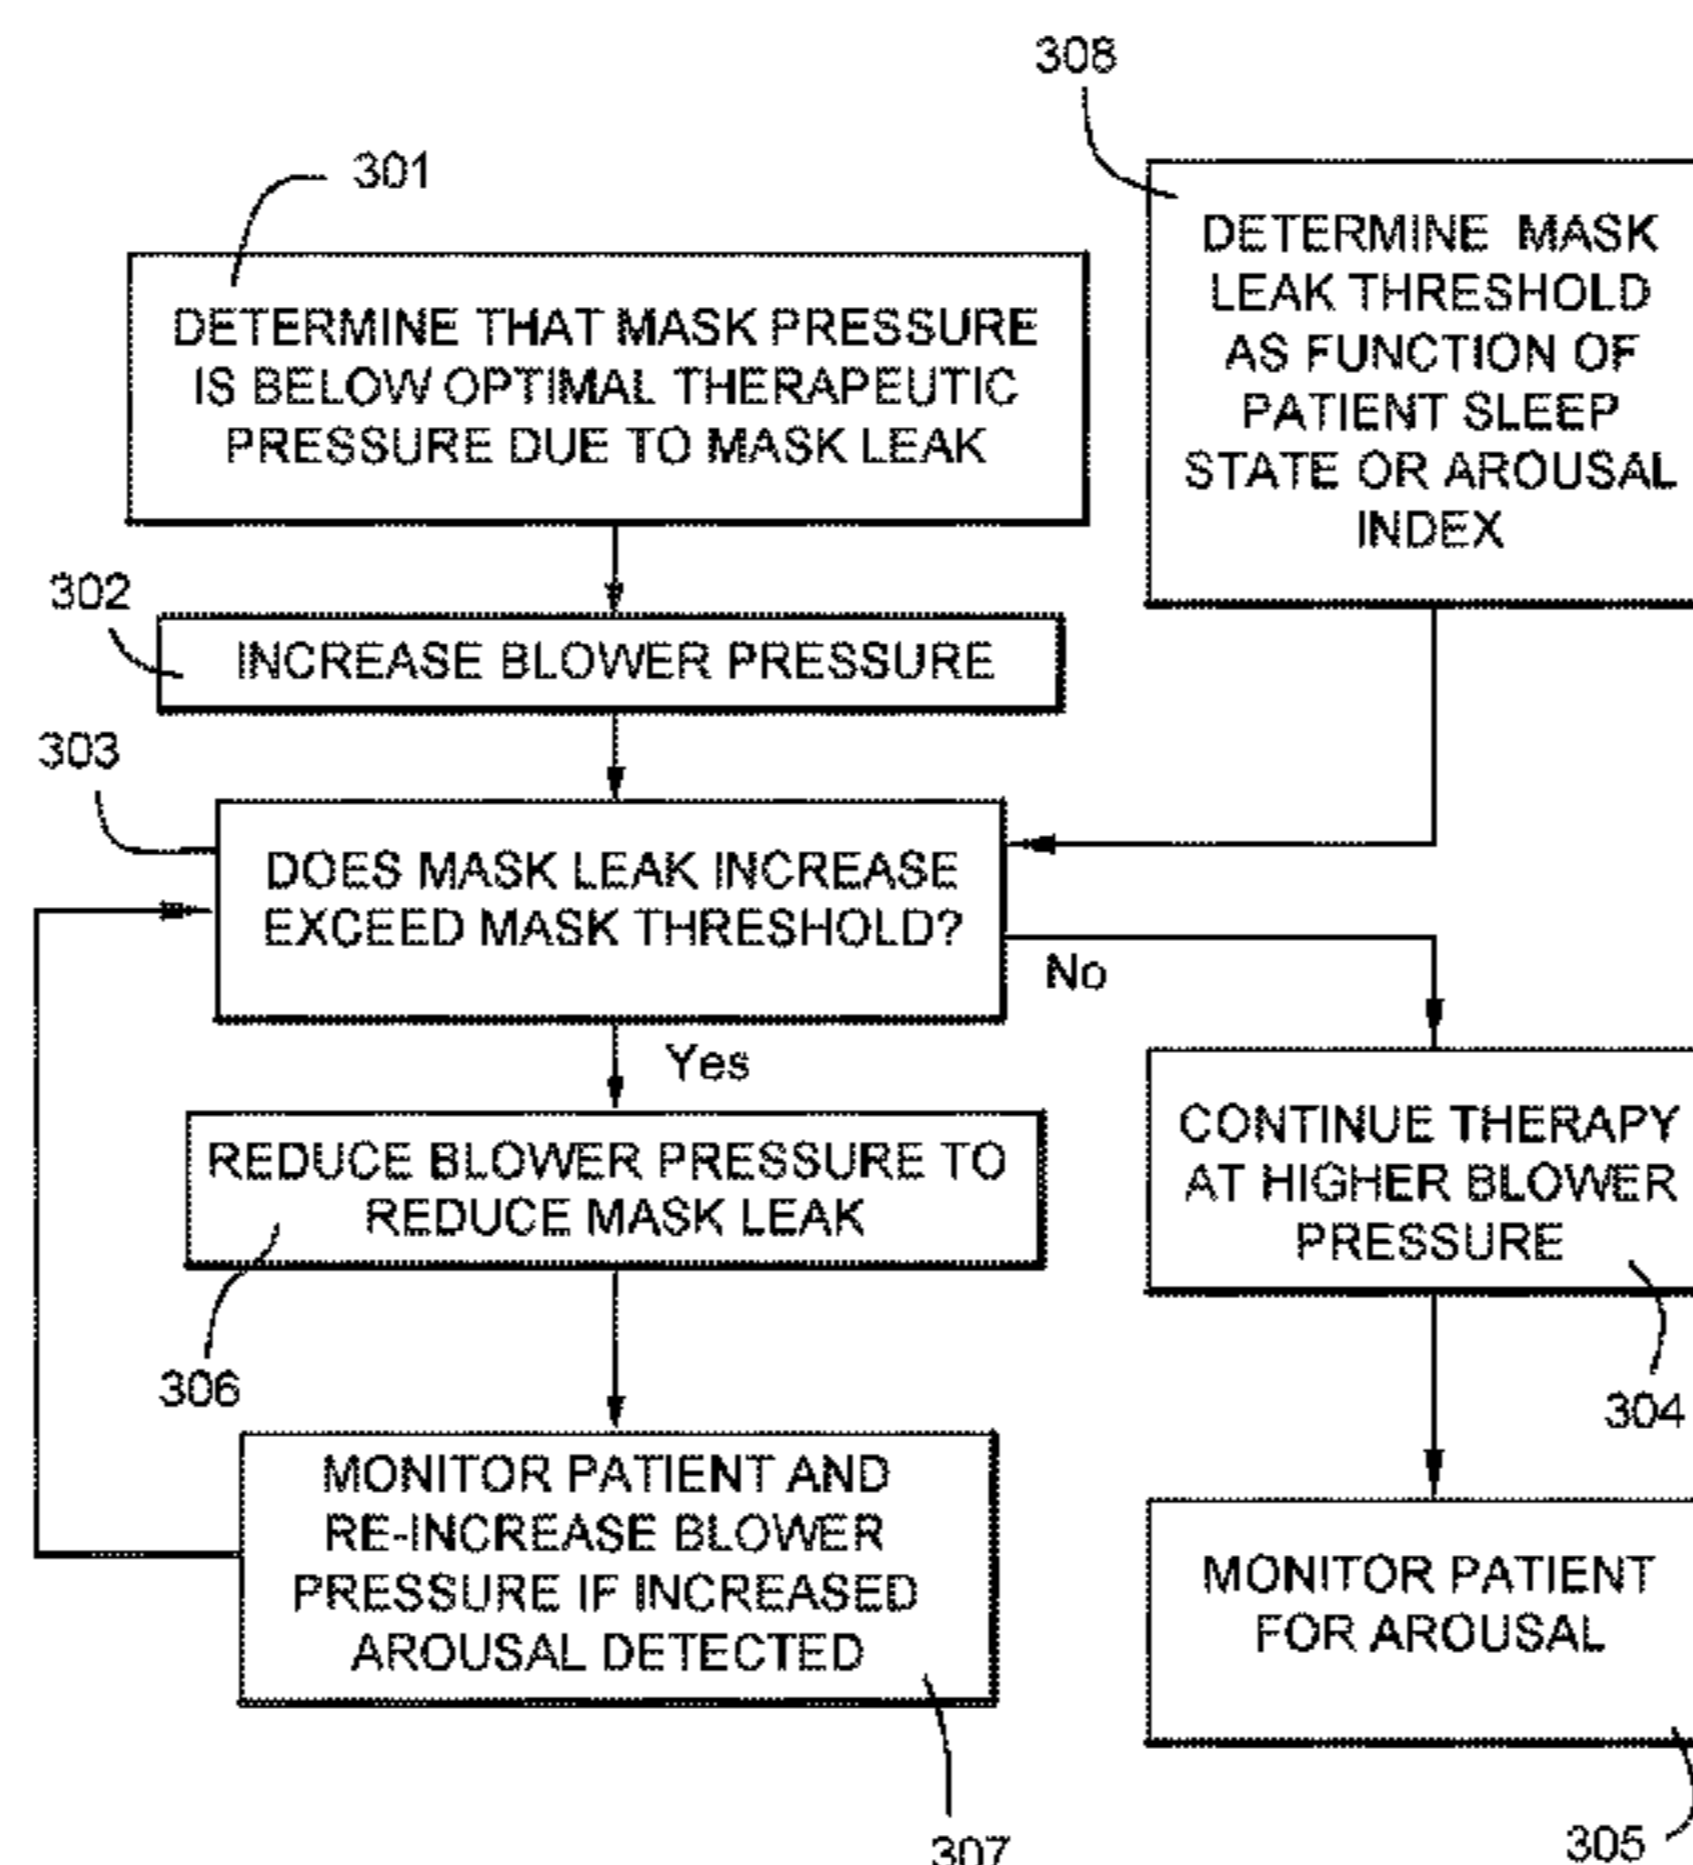 308
301
DETERMINE MASK
LEAK THRESHOLD
AS FUNCTION OF
PATIENT SLEEP
STATE OR AROUSAL
INDEX
DETERMINE THAT MASK PRESSURE
IS BELOW OPTIMAL THERAPEUTIC
PRESSURE DUE TO MASK LEAK
302
INCREASE BLOWER PRESSURE
303
DOES MASK LEAK INCREASE
EXCEED MASK THRESHOLD?
No
Yes
REDUCE BLOWER PRESSURE TO
REDUCE MASK LEAK
306
CONTINUE THERAPY
AT HIGHER BLOWER
PRESSURE
304
MONITOR PATIENT AND
RE-INCREASE BLOWER
PRESSURE IF INCREASED
AROUSAL DETECTED
307
MONITOR PATIENT
FOR AROUSAL
305